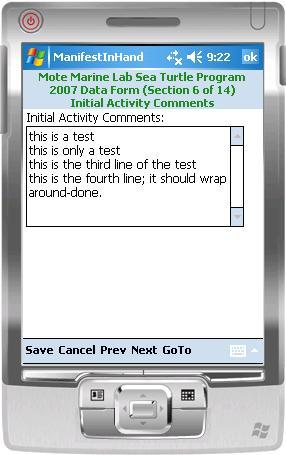 ManifestInHand 9:22 ok
Mote Marine Lab Sea Turtle Program
2007 Data Form (Section 6 of 14)
Initial Activity Comments
Initial Activity Comments:
this is a test
this is only a test
this is the third line of the test
this is the fourth line; it should wrap
around-done.
Save Cancel Prev Next GoTo